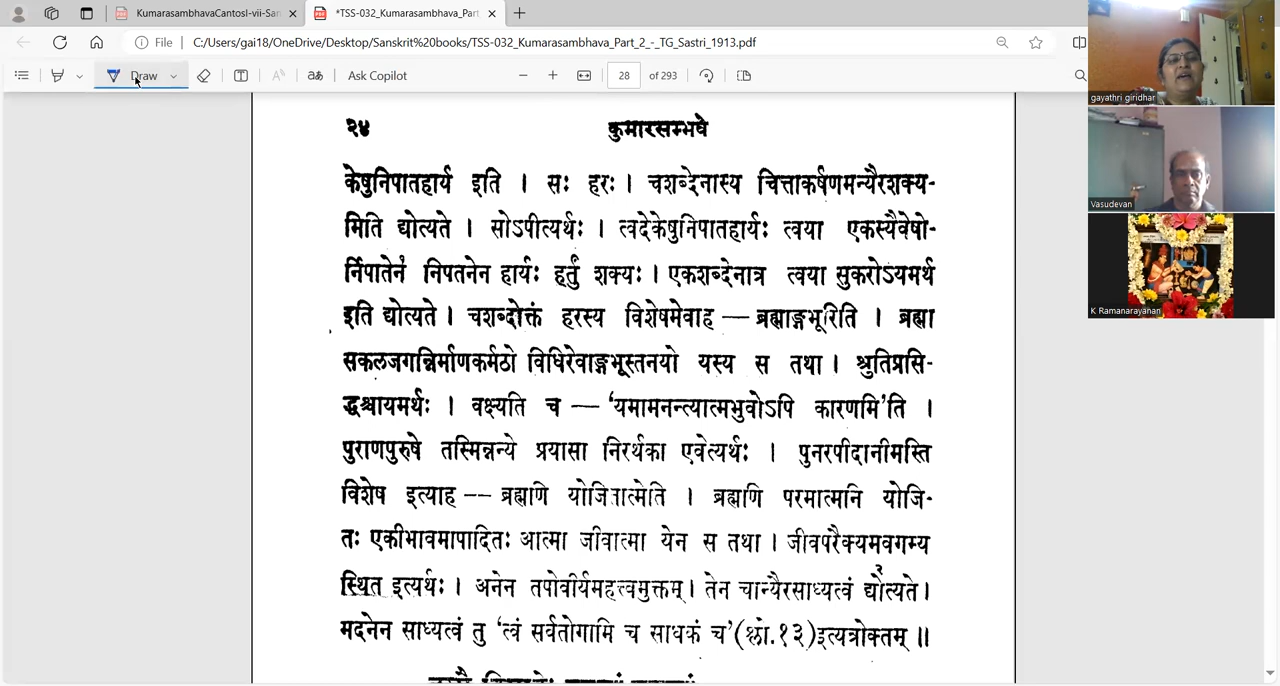 KumarasambhavaCantosI-vii-San
*TSS-032_Kumarasambhava_Part_
File
C:/Users/gai18/OneDrive/Desktop/Sanskrit%20books/TSS-032_Kumarasambhava_Part_2_-_TG_Sastri_1913.pdf
Draw
Ask Copilot
28 of 293
gayathri giridhar
Vasudevan
K Ramanarayanan
२४ कुमारसम्भवे
केषुनिपातहार्य इति । सः हरः । चशब्देनास्य चित्ताकर्षणमन्यैरशक्य-
मिति द्योत्यते । सोऽपीत्यर्थः । त्वदेकेषुनिपातहार्यः त्वया एकस्यैवेषो-
र्निपातेन निपतनेन हार्यः हर्तुं शक्यः । एकशब्देनात्र त्वया सुकरोऽयमर्थ
इति द्योत्यते । चशब्दोक्तं हरस्य विशेषमेवाह — ब्रह्माङ्गभूरिति । ब्रह्मा
सकलजगन्निर्माणकर्मठो विधिरेवाङ्गभूस्तनयो यस्य स तथा । श्रुतिप्रसि-
द्धश्चायमर्थः । वक्ष्यति च — ‘यमामनन्त्यात्मभुवोऽपि कारणमि’ति ।
पुराणपुरुषे तस्मिन्नन्ये प्रयासा निरर्थका एवेत्यर्थः । पुनरपीदानीमस्ति
विशेष इत्याह — ब्रह्मणि योजितात्मेति । ब्रह्मणि परमात्मनि योजि-
तः एकीभावमापादितः आत्मा जीवात्मा येन स तथा । जीवपरैक्यमवगम्य
स्थित इत्यर्थः । अनेन तपोवीर्यमहत्त्वमुक्तम् । तेन चान्यैरसाध्यत्वं द्योत्यते ।
मदनेन साध्यत्वं तु ‘त्वं सर्वतोगामि च साधकं च’ (श्लो. १३) इत्यत्रोक्तम् ॥